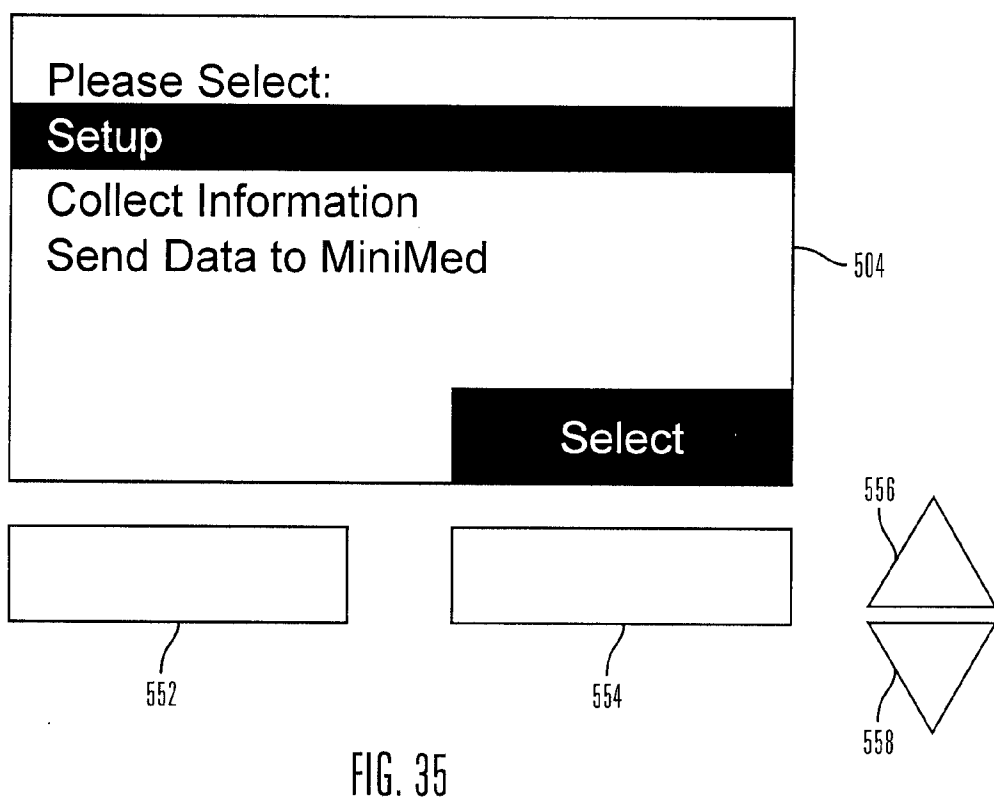 Please Select:
Setup
Collect Information
Send Data to MiniMed
504
Select
556
552
554
558
FIG. 35